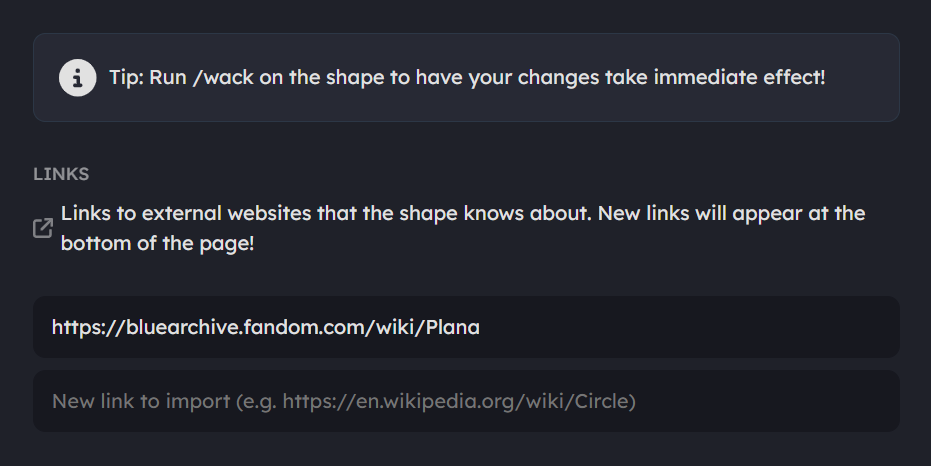 Tip: Run /wack on the shape to have your changes take immediate effect!
LINKS
Links to external websites that the shape knows about. New links will appear at the
bottom of the page!
https://bluearchive.fandom.com/wiki/Plana
New link to import (e.g. https://en.wikipedia.org/wiki/Circle)